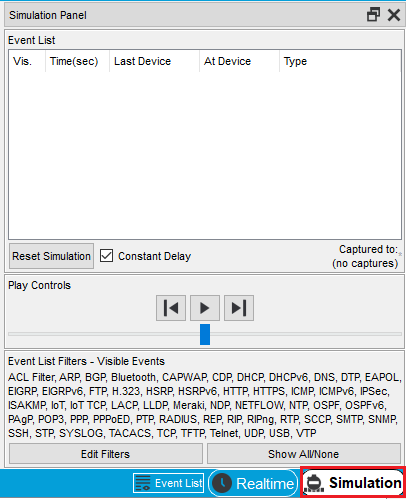 Simulation Panel
Event List
Vis. Time(sec) Last Device At Device Type
Reset Simulation Constant Delay Captured to:
(no captures)
Play Controls
Event List Filters - Visible Events
ACL Filter, ARP, BGP, Bluetooth, CAPWAP, CDP, DHCP, DHCPv6, DNS, DTP, EAPOL,
EIGRP, EIGRPv6, FTP, H.323, HSRP, HSRPv6, HTTP, HTTPS, ICMP, ICMPv6, IPSec,
ISAKMP, IoT, IoT TCP, LACP, LLDP, Meraki, NDP, NETFLOW, NTP, OSPF, OSPFv6,
PAgP, POP3, PPP, PPPoED, PTP, RADIUS, REP, RIP, RIPng, RTP, SCCP, SMTP, SNMP,
SSH, STP, SYSLOG, TACACS, TCP, TFTP, Telnet, UDP, USB, VTP
Edit Filters Show All/None
Event List Realtime Simulation